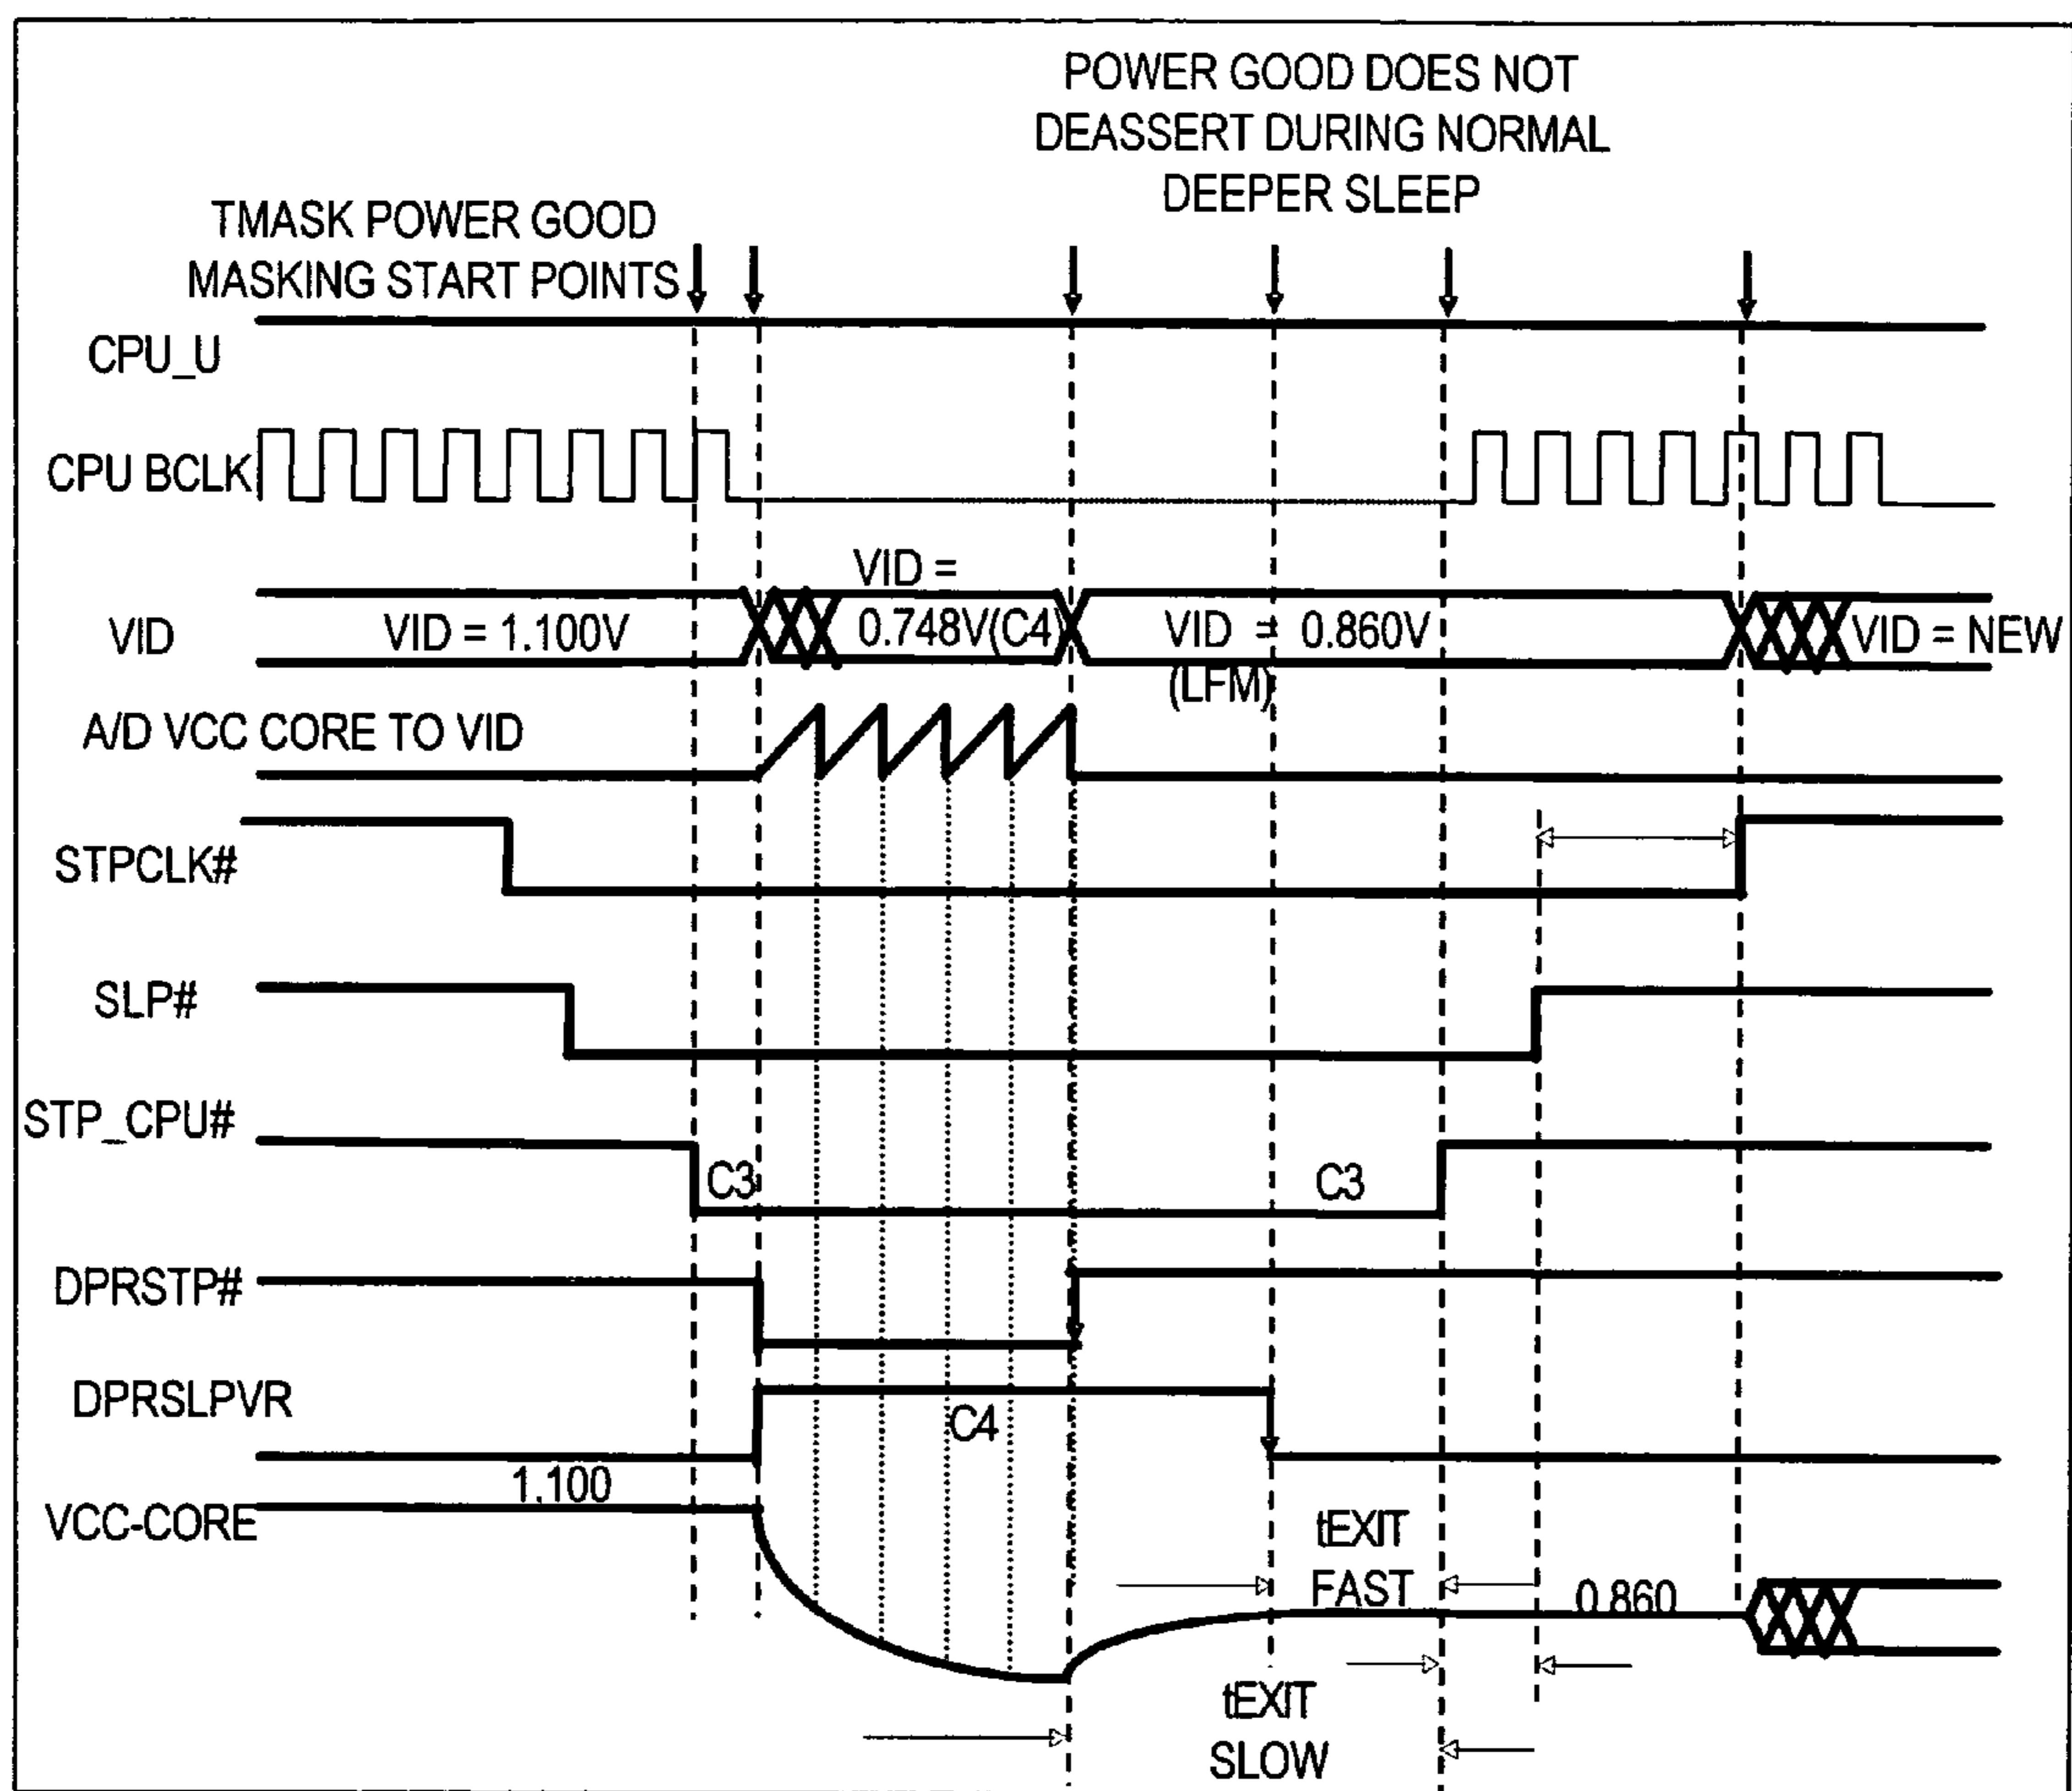 POWER GOOD DOES NOT
DEASSERT DURING NORMAL
DEEPER SLEEP
TMASK POWER GOOD
MASKING START POINTS
CPU_U
CPU BCLK
VID
VID = 1.100V
VID =
0.748V(C4)
VID = 0.860V
(LFM)
VID = NEW
A/D VCC CORE TO VID
STPCLK#
SLP#
STP_CPU#
C3
C3
DPRSTP#
DPRSLPVR
C4
1.100
VCC-CORE
tEXIT
FAST
0.860
tEXIT
SLOW